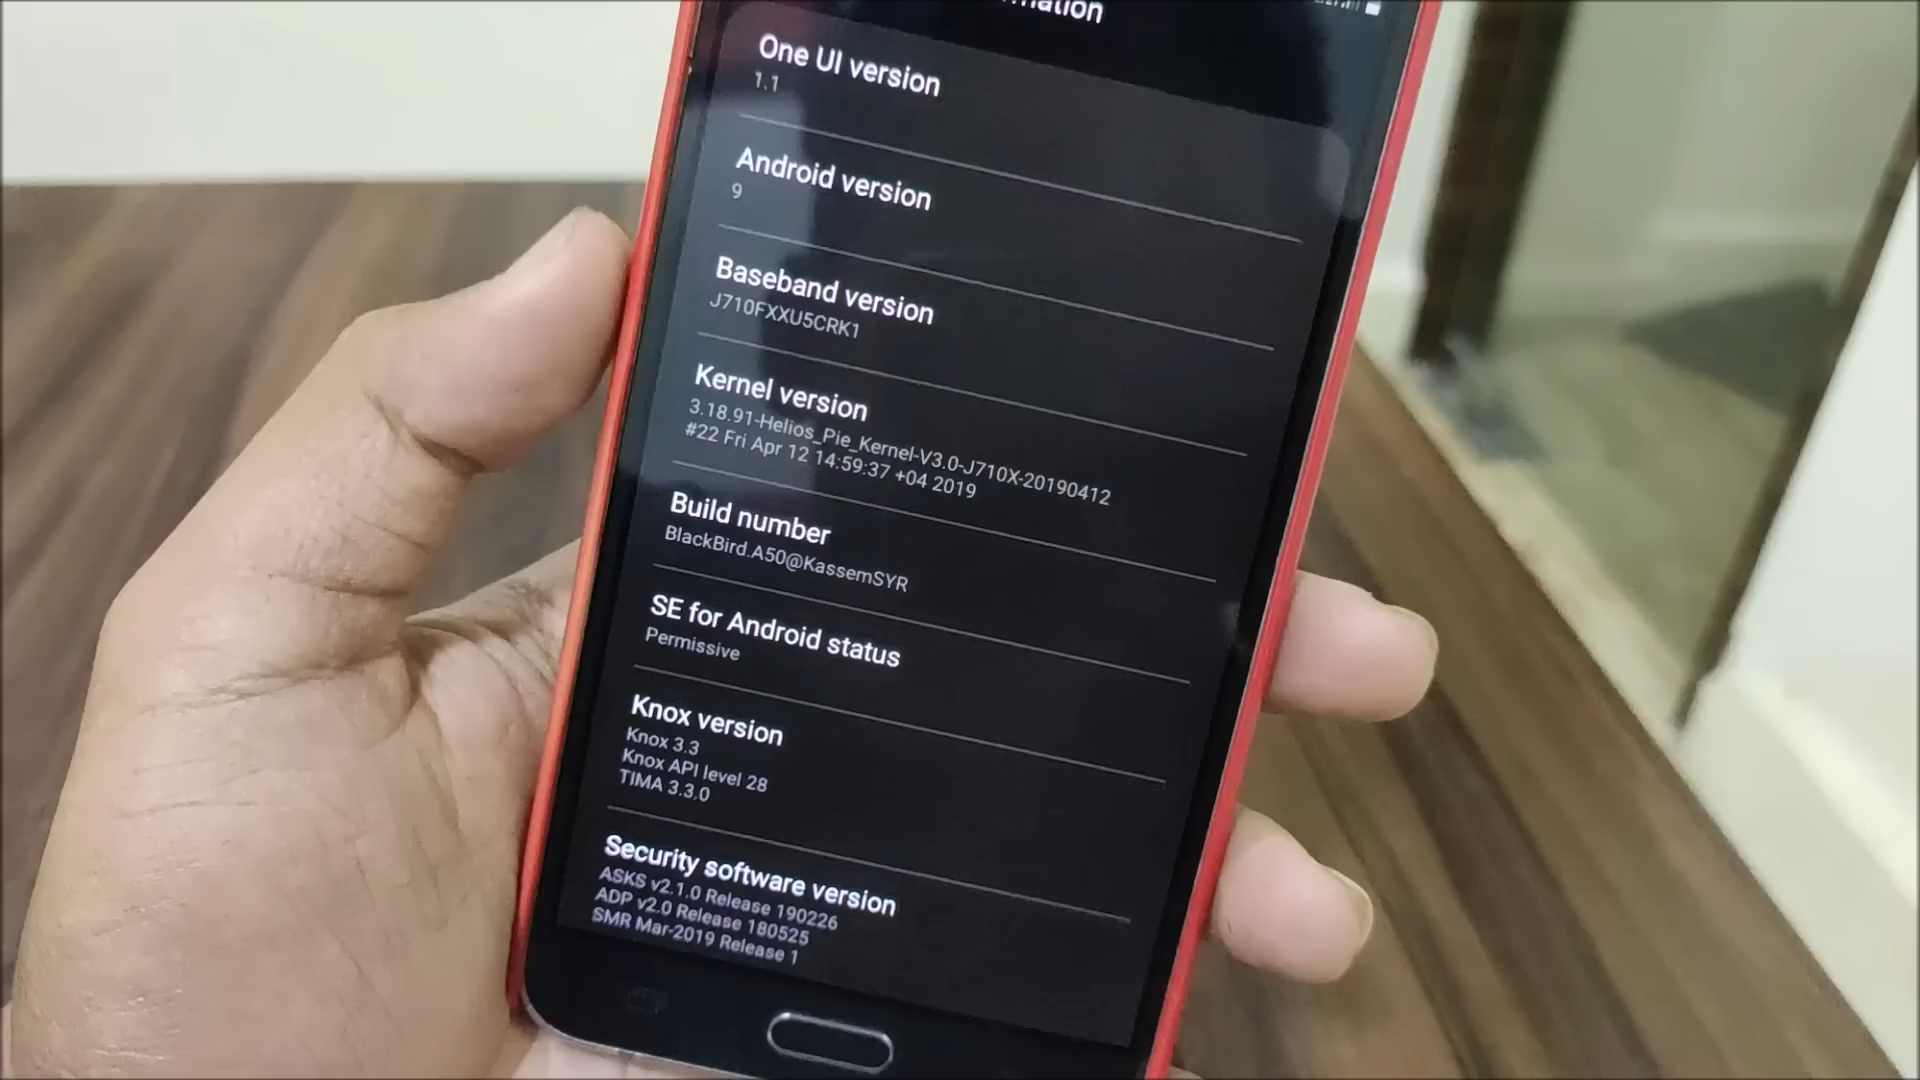 mation
One UI version
1.1
Android version
9
Baseband version
J710FXXU5CRK1
Kernel version
3.18.91-Helios_Pie_Kernel-V3.0-J710X-20190412
#22 Fri Apr 12 14:59:37 +04 2019
Build number
BlackBird.A50@KassemSYR
SE for Android status
Permissive
Knox version
Knox 3.3
Knox API level 28
TIMA 3.3.0
Security software version
ASKS v2.1.0 Release 190226
ADP v2.0 Release 180525
SMR Mar-2019 Release 1